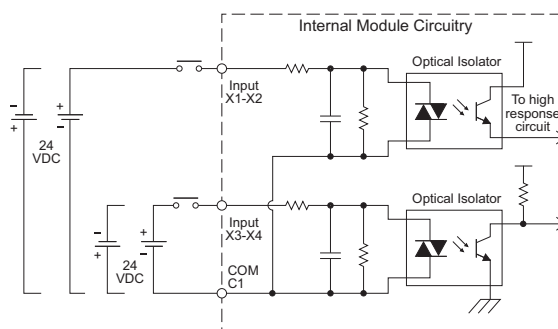 Internal Module Circuitry
Optical Isolator
Input
X1-X2
To high
response
circuit
-
+
+
-
24
VDC
Optical Isolator
Input
X3-X4
-
+
+
-
24
VDC
COM
C1